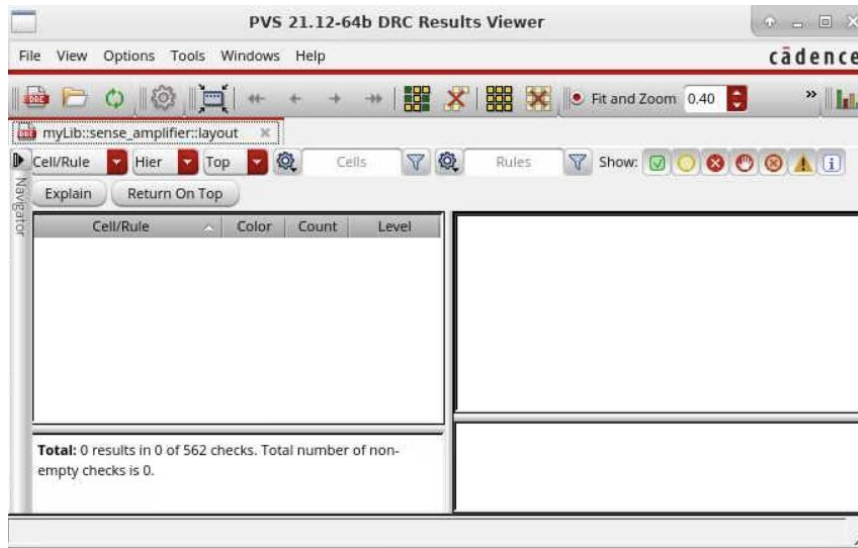 PVS 21.12-64b DRC Results Viewer
File View Options Tools Windows Help
cādence
DRC Fit and Zoom 0.40 »
myLib::sense_amplifier::layout
Cell/Rule Hier Top Cells Rules Show:
Navigator
Explain Return On Top
Cell/Rule Color Count Level
Total: 0 results in 0 of 562 checks. Total number of non-
empty checks is 0.